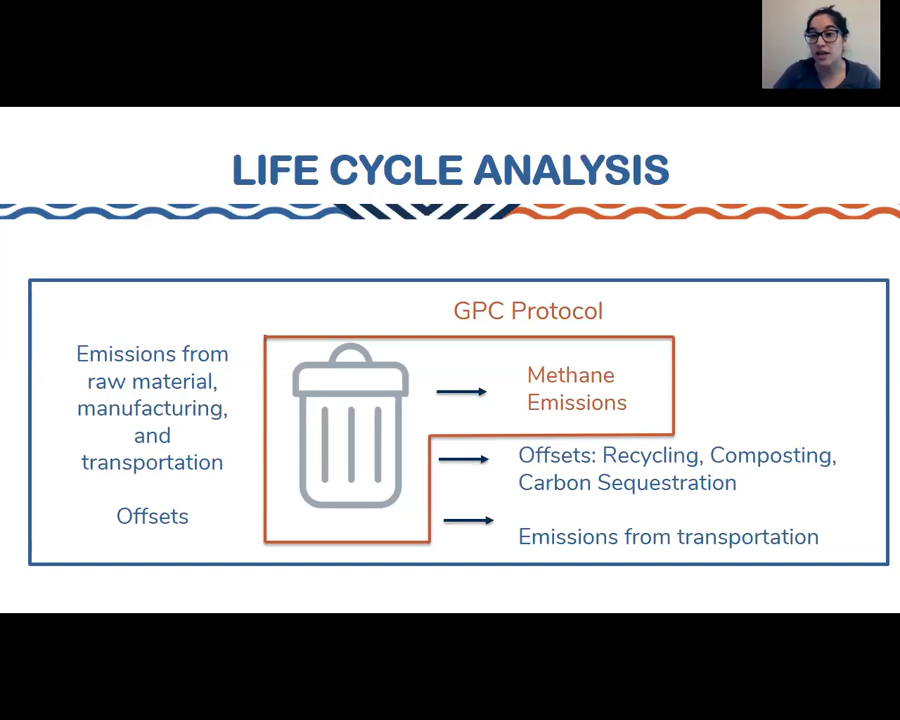 LIFE CYCLE ANALYSIS
GPC Protocol
Emissions from
raw material,
manufacturing,
and
transportation
Offsets
Methane
Emissions
Offsets: Recycling, Composting,
Carbon Sequestration
Emissions from transportation